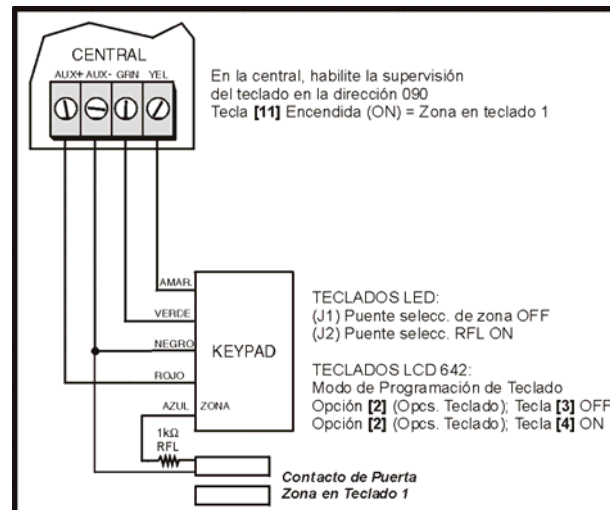 CENTRAL
AUX+ AUX- GRN YEL
En la central, habilite la supervisión
del teclado en la dirección 090
Tecla [11] Encendida (ON) = Zona en teclado 1
AMAR.
VERDE
NEGRO
ROJO
KEYPAD
AZUL ZONA
1kΩ
RFL
TECLADOS LED:
(J1) Puente selecc. de zona OFF
(J2) Puente selecc. RFL ON
TECLADOS LCD 642:
Modo de Programación de Teclado
Opción [2] (Opcs. Teclado); Tecla [3] OFF
Opción [2] (Opcs. Teclado); Tecla [4] ON
Contacto de Puerta
Zona en Teclado 1